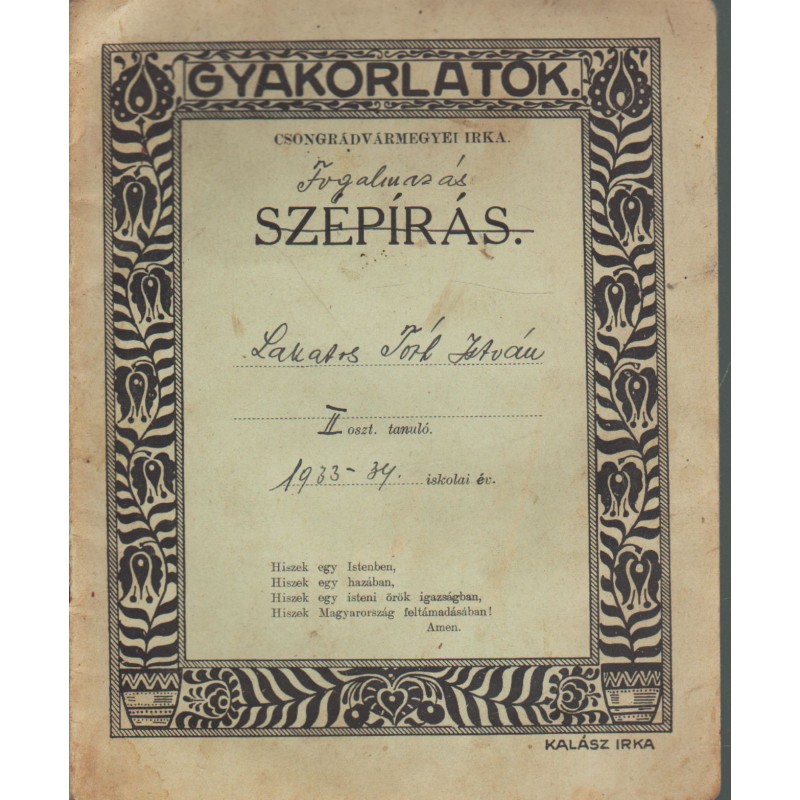 GYAKORLATOK.
CSONGRÁDVÁRMEGYEI IRKA.
Fogalmazás
SZÉPÍRÁS.
Lakatos Tóth István
II oszt. tanuló.
1933-34. iskolai év.
Hiszek egy Istenben,
Hiszek egy hazában,
Hiszek egy isteni örök igazságban,
Hiszek Magyarország feltámadásában!
Amen.
KALÁSZ IRKA